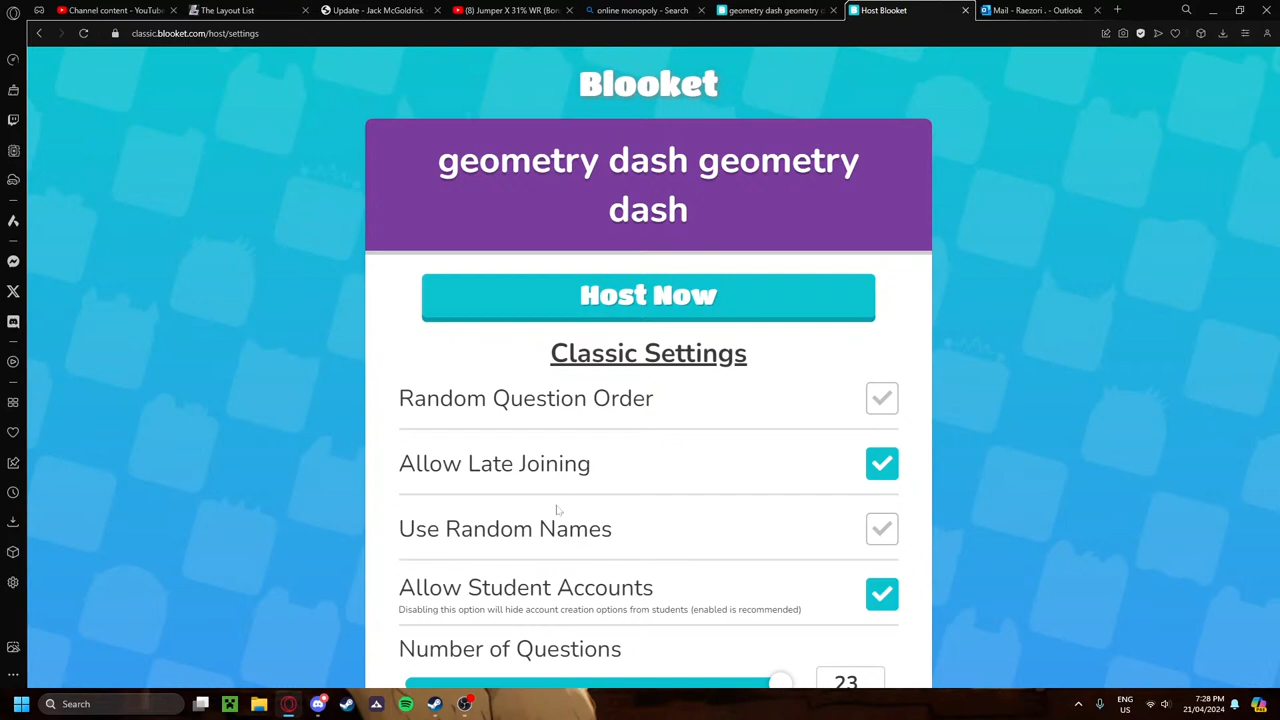 Channel content - YouTube
The Layout List
Update - Jack McGoldrick -
(8) Jumper X 31% WR (Bon
online monopoly - Search
geometry dash geometry d
Host Blooket
Mail - Raezori . - Outlook
classic.blooket.com/host/settings
Blooket
geometry dash geometry
dash
Host Now
Classic Settings
Random Question Order
Allow Late Joining
Use Random Names
Allow Student Accounts
Disabling this option will hide account creation options from students (enabled is recommended)
Number of Questions
23
Search
ENG
US
7:28 PM
21/04/2024